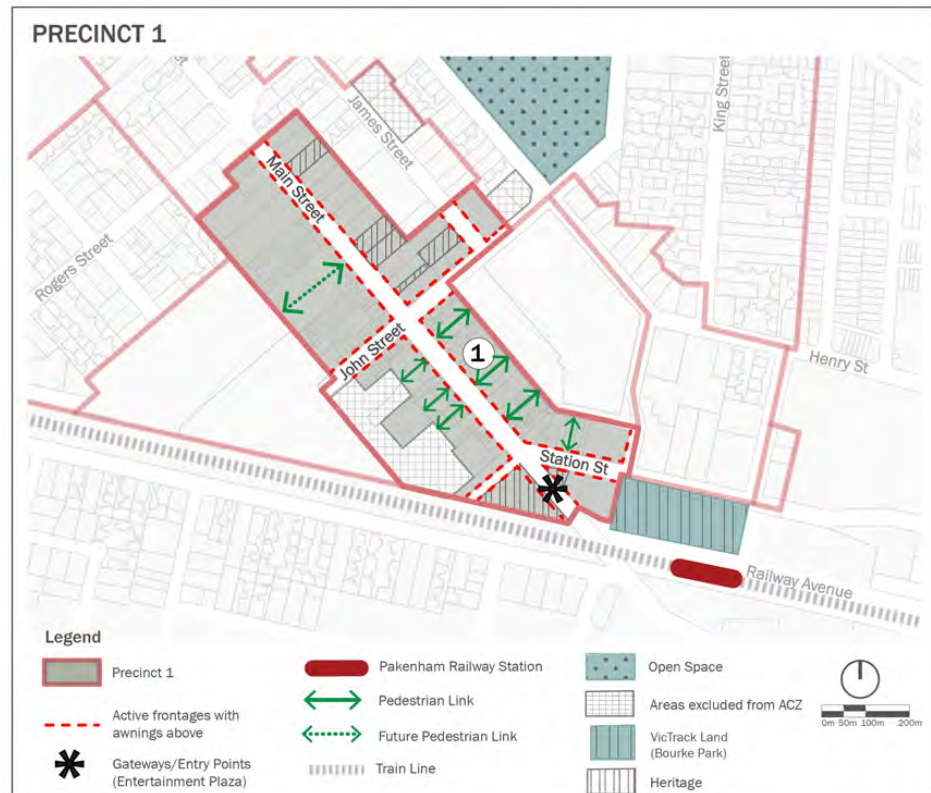 PRECINCT 1
James Street
King Street
Main Street
Rogers Street
John Street
1
Henry St
Station St
Railway Avenue
Legend
Precinct 1
Active frontages with
awnings above
Gateways/Entry Points
(Entertainment Plaza)
Pakenham Railway Station
Pedestrian Link
Future Pedestrian Link
Train Line
Open Space
Areas excluded from ACZ
VicTrack Land
(Bourke Park)
Heritage
0m 50m 100m 200m